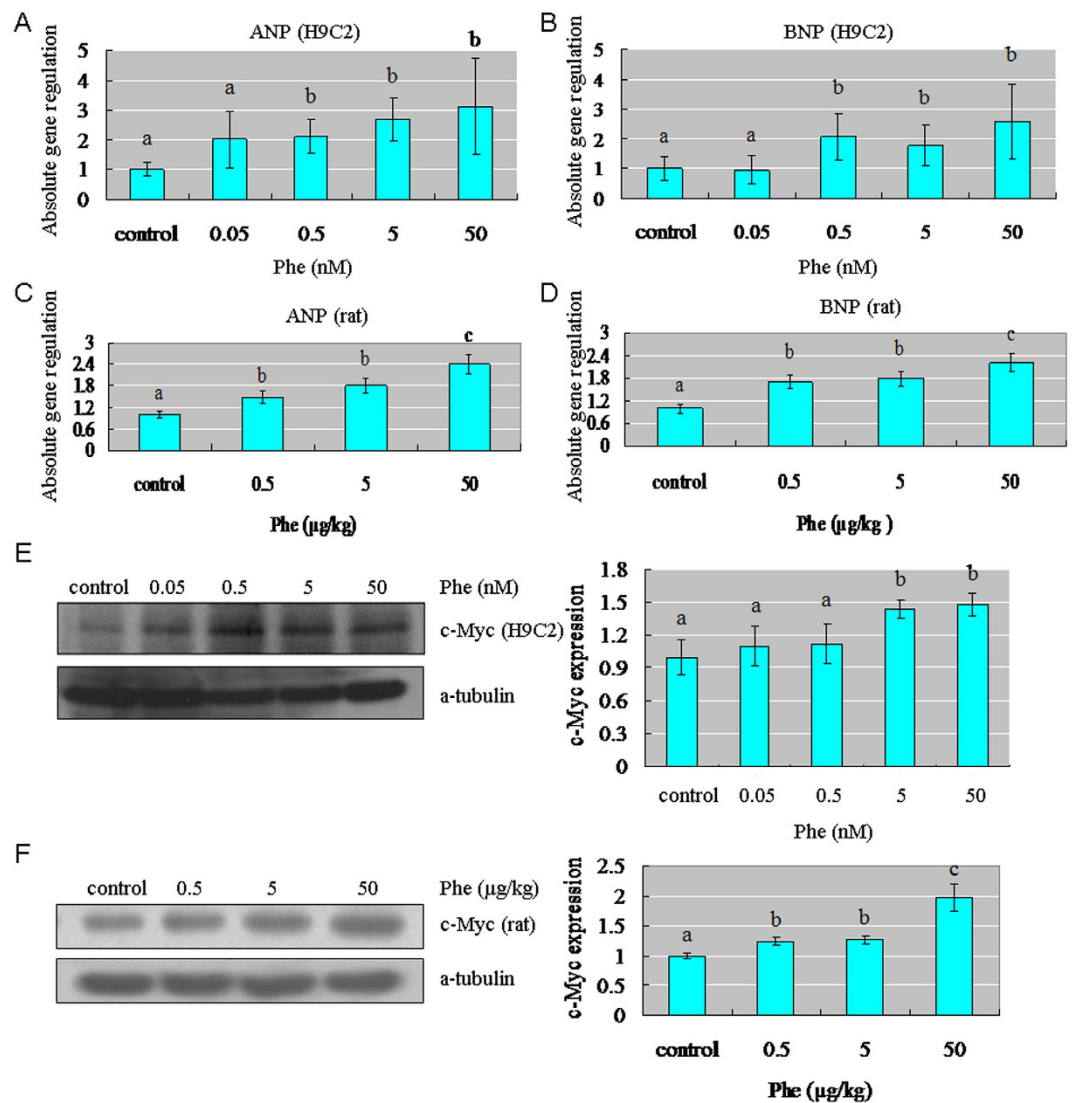 A
ANP (H9C2)
Absolute gene regulation
5
4
3
2
1
0
a
a
b
b
b
control 0.05 0.5 5 50
Phe (nM)
B
BNP (H9C2)
Absolute gene regulation
5
4
3
2
1
0
a
a
b
b
b
control 0.05 0.5 5 50
Phe (nM)
C
ANP (rat)
Absolute gene regulation
3
2.4
1.8
1.2
0.6
0
a
b
b
c
control 0.5 5 50
Phe (µg/kg)
D
BNP (rat)
Absolute gene regulation
3
2.4
1.8
1.2
0.6
0
a
b
b
c
control 0.5 5 50
Phe (µg/kg )
E
control 0.05 0.5 5 50 Phe (nM)
c-Myc (H9C2)
a-tubulin
c-Myc expression
1.8
1.5
1.2
0.9
0.6
0.3
0
a
a
a
b
b
control 0.05 0.5 5 50
Phe (nM)
F
control 0.5 5 50 Phe (µg/kg)
c-Myc (rat)
a-tubulin
c-Myc expression
2.5
2
1.5
1
0.5
0
a
b
b
c
control 0.5 5 50
Phe (µg/kg)